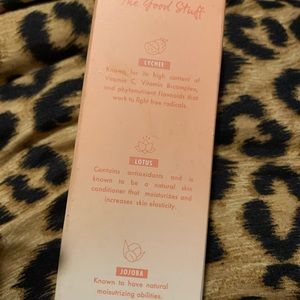 The Good Stuff
LYCHEE
Known for its high content of
Vitamin C, Vitamin B-complex,
and phytonutrient flavonoids that
work to fight free radicals.
LOTUS
Contains antioxidants and is
known to be a natural skin
conditioner that moisturizes and
increases skin elasticity.
JOJOBA
Known to have natural
moisutrizing abilities.